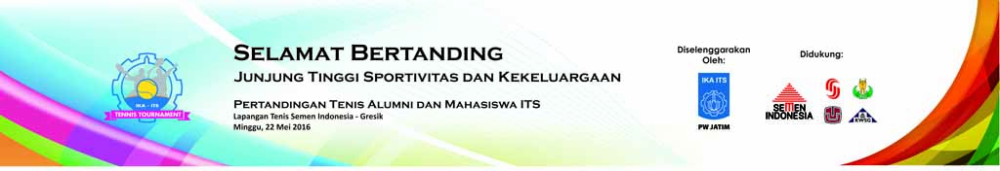 IKA - ITS
TENNIS TOURNAMENT
SELAMAT BERTANDING
JUNJUNG TINGGI SPORTIVITAS DAN KEKELUARGAAN
PERTANDINGAN TENIS ALUMNI DAN MAHASISWA ITS
Lapangan Tenis Semen Indonesia - Gresik
Minggu, 22 Mei 2016
Diselenggarakan
Oleh:
IKA ITS
PW JATIM
Didukung:
SEMEN
INDONESIA
KWSG